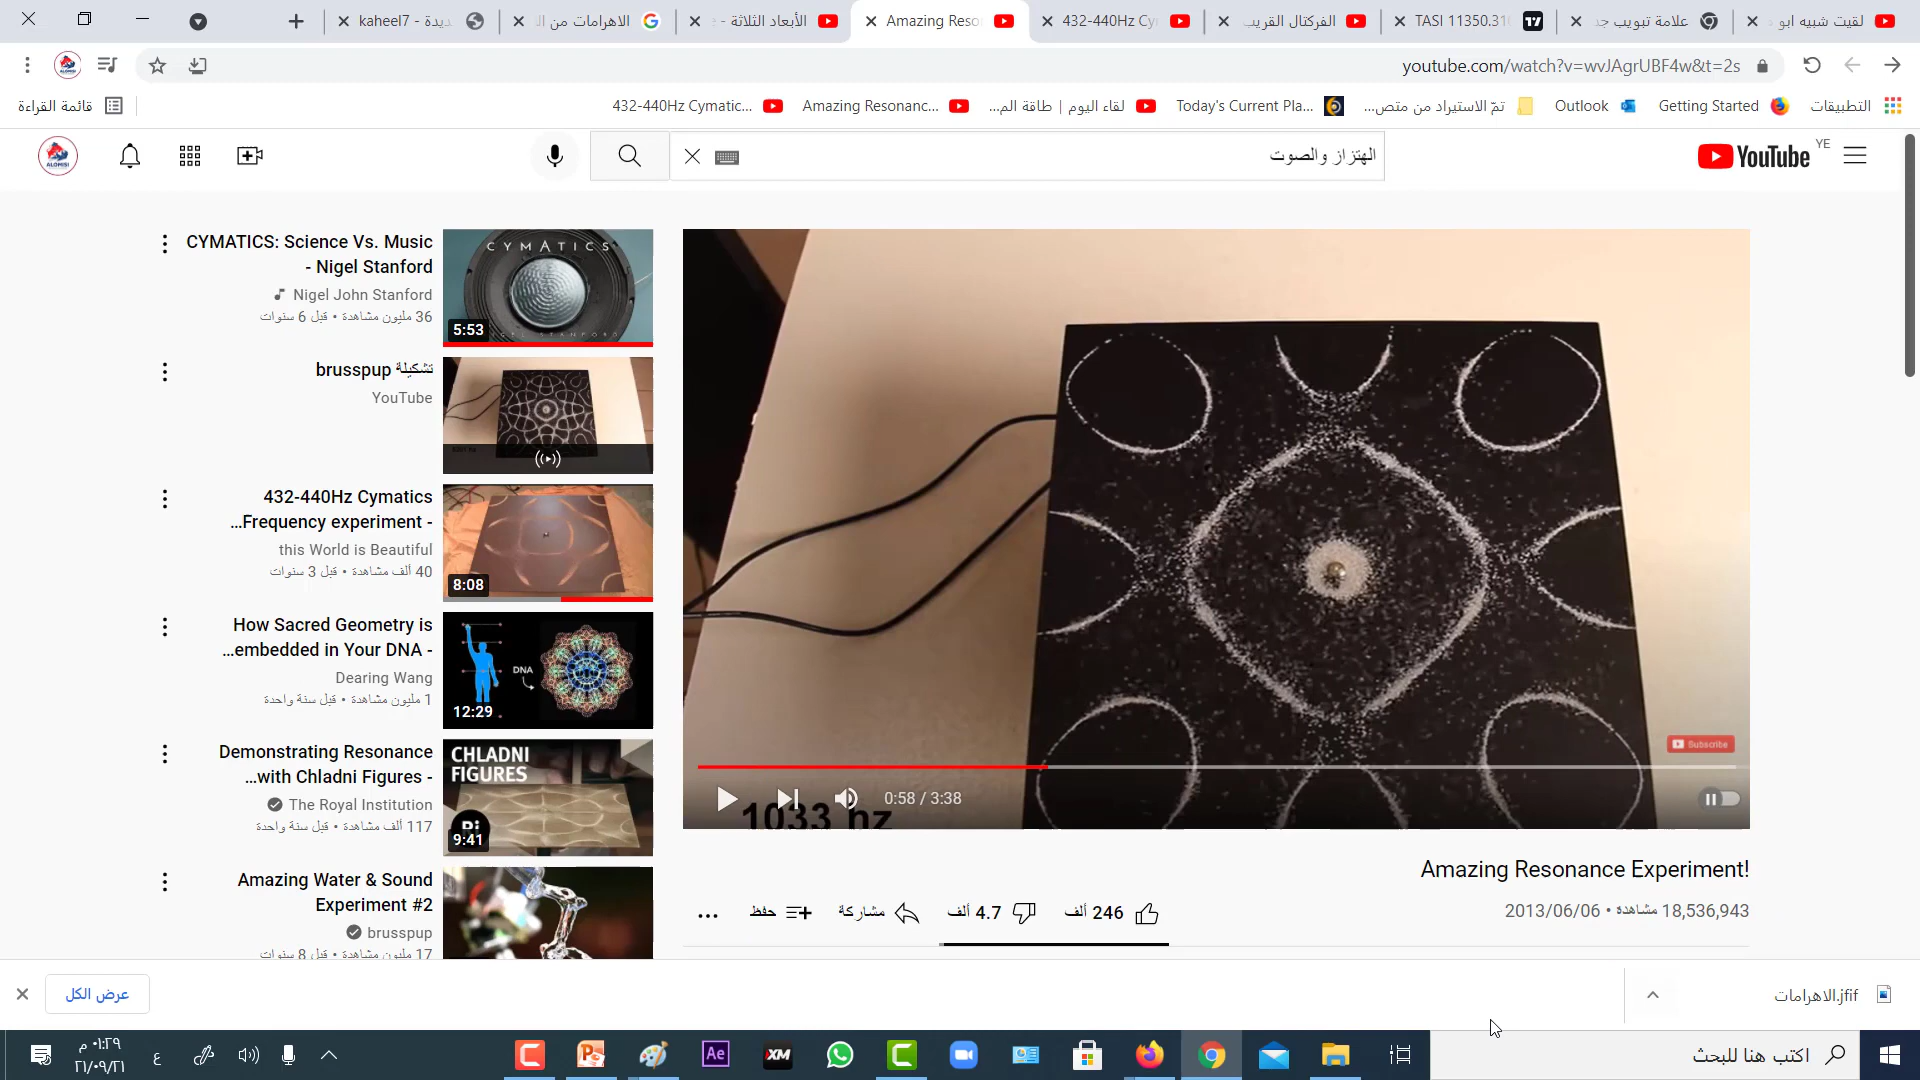 لقيت شبيه ابو
علامة تبويب جد
TASI 11350.31
الفركتال القريب
432-440Hz Cy
Amazing Reso
الأبعاد الثلاثة -
الاهرامات من ال
kaheel7 - جديدة
youtube.com/watch?v=wvJAgrUBF4w&t=2s
التطبيقات
Getting Started
Outlook
تمّ الاستيراد من متص...
Today's Current Pla...
لقاء اليوم | طاقة الم...
Amazing Resonanc...
432-440Hz Cymatic...
قائمة القراءة
YouTube YE
الهتزاز والصوت
ALOMISI
1033 hz
Subscribe
0:58 / 3:38
Amazing Resonance Experiment!
18,536,943 مشاهدة • 2013/06/06
246 ألف
4.7 ألف
مشاركة
حفظ
CYMATICS
NIGEL STANFORD
5:53
CYMATICS: Science Vs. Music
- Nigel Stanford
Nigel John Stanford
36 مليون مشاهدة • قبل 6 سنوات
تشكيلة brusspup
YouTube
8:08
432-440Hz Cymatics
...Frequency experiment -
this World is Beautiful
40 ألف مشاهدة • قبل 3 سنوات
DNA
12:29
How Sacred Geometry is
...embedded in Your DNA -
Dearing Wang
1 مليون مشاهدة • قبل سنة واحدة
CHLADNI
FIGURES
Ri
9:41
Demonstrating Resonance
...with Chladni Figures -
The Royal Institution
117 ألف مشاهدة • قبل سنة واحدة
Amazing Water & Sound
Experiment #2
brusspup
17 مليون مشاهدة • قبل 8 سنوات
الاهرامات.jfif
عرض الكل
اكتب هنا للبحث
Ae
XM
ع
٠١:٢٩ م
٢١/٠٩/٢١